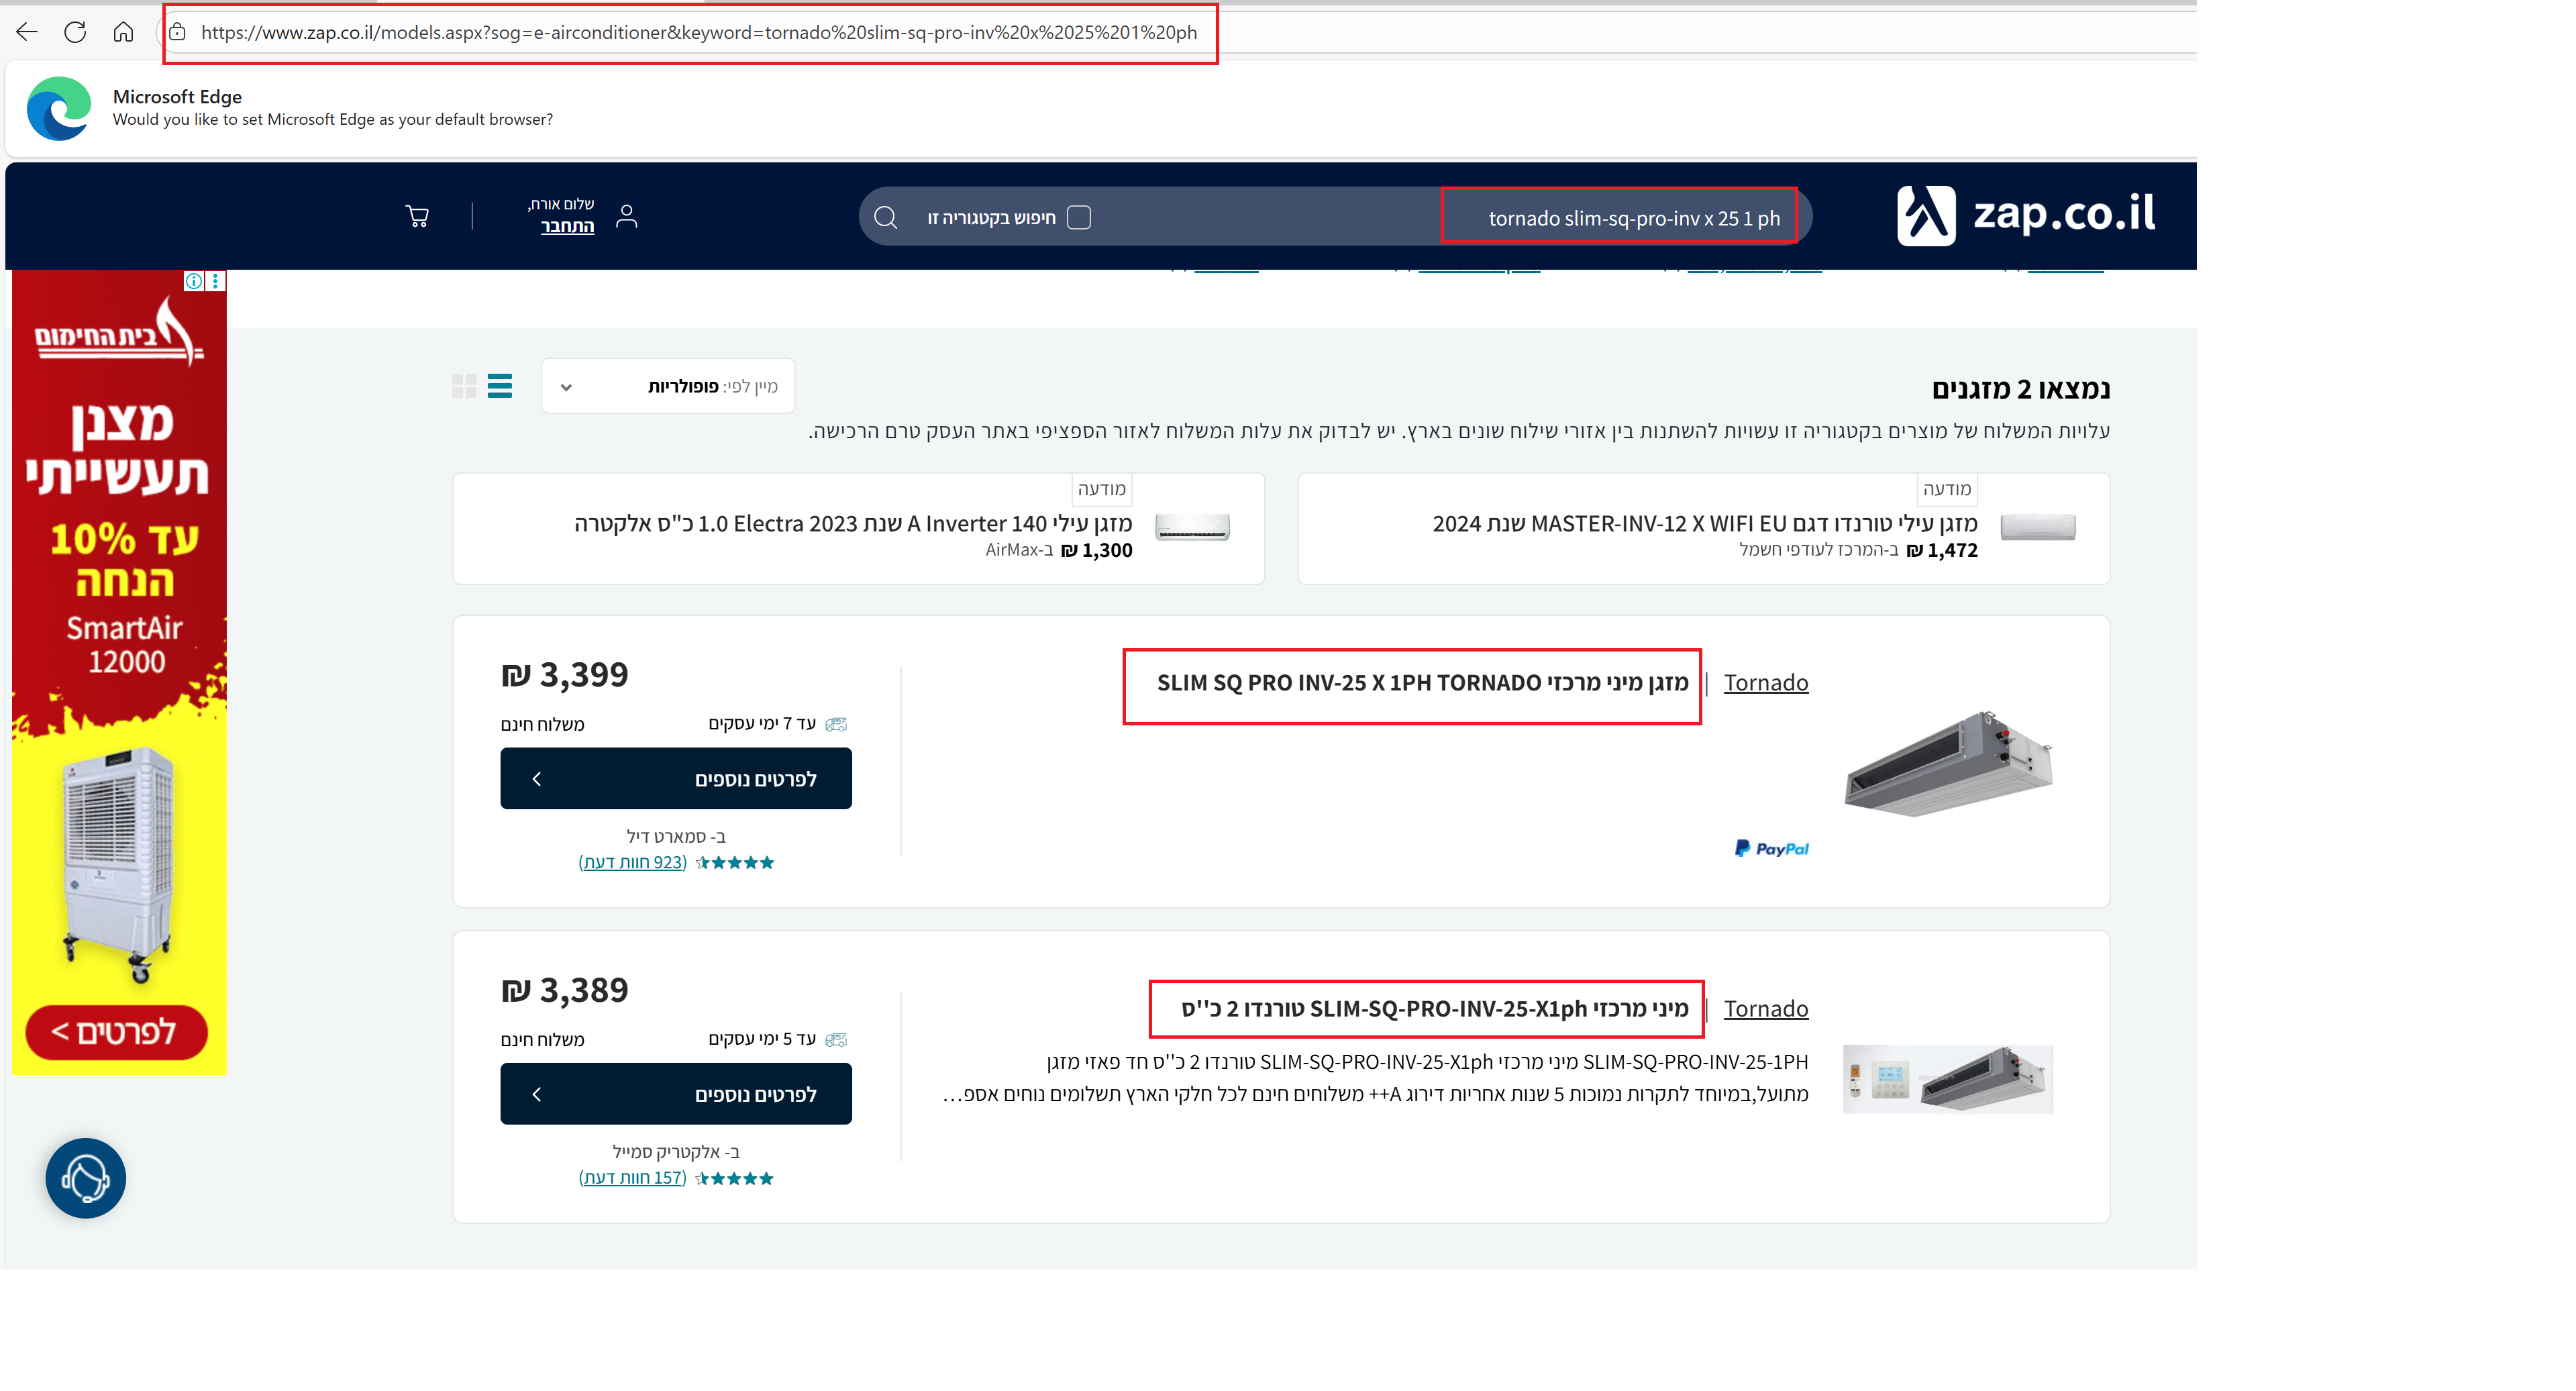 https://www.zap.co.il/models.aspx?sog=e-airconditioner&keyword=tornado%20slim-sq-pro-inv%20x%2025%201%20ph
Microsoft Edge
Would you like to set Microsoft Edge as your default browser?
zap.co.il
tornado slim-sq-pro-inv x 25 1 ph
חיפוש בקטגוריה זו
שלום אורח,
התחבר
בית החימום
מצנן
תעשייתי
עד 10%
הנחה
SmartAir
12000
לפרטים >
נמצאו 2 מזגנים
מיין לפי: פופולריות
עלויות המשלוח של מוצרים בקטגוריה זו עשויות להשתנות בין אזורי שילוח שונים בארץ. יש לבדוק את עלות המשלוח לאזור הספציפי באתר העסק טרם הרכישה.
מודעה
מזגן עילי טורנדו דגם MASTER-INV-12 X WIFI EU שנת 2024
1,472 ₪ ב-המרכז לעודפי חשמל
מודעה
מזגן עילי A Inverter 140 שנת 2023 Electra 1.0 כ"ס אלקטרה
1,300 ₪ ב-AirMax
Tornado | מזגן מיני מרכזי SLIM SQ PRO INV-25 X 1PH TORNADO
PayPal
3,399 ₪
עד 7 ימי עסקים
משלוח חינם
לפרטים נוספים
ב- סמארט דיל
(923 חוות דעת)
Tornado | מיני מרכזי SLIM-SQ-PRO-INV-25-X1ph טורנדו 2 כ''ס
SLIM-SQ-PRO-INV-25-1PH מיני מרכזי SLIM-SQ-PRO-INV-25-X1ph טורנדו 2 כ''ס חד פאזי מזגן
מתועל,במיוחד לתקרות נמוכות 5 שנות אחריות דירוג A++ משלוחים חינם לכל חלקי הארץ תשלומים נוחים אספ...
3,389 ₪
עד 5 ימי עסקים
משלוח חינם
לפרטים נוספים
ב- אלקטריק סמייל
(157 חוות דעת)